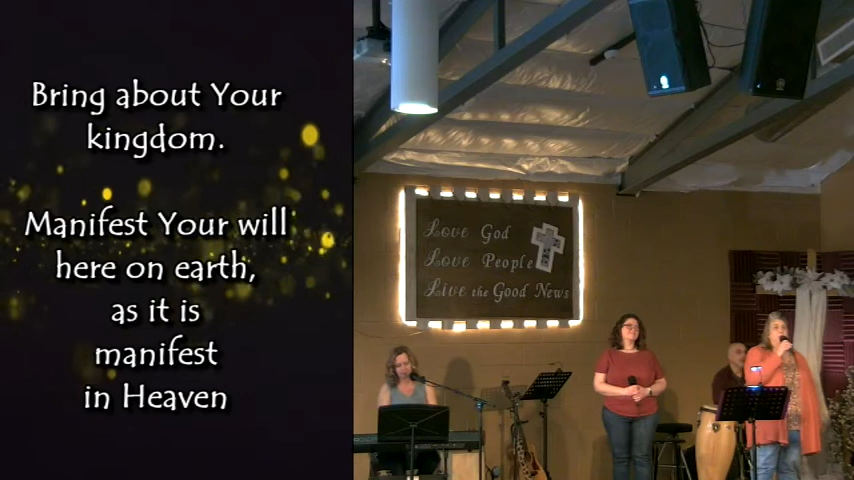 Bring about Your
kingdom.
Manifest Your will
here on earth,
as it is
manifest
in Heaven
Love God
Love People
Live the Good News